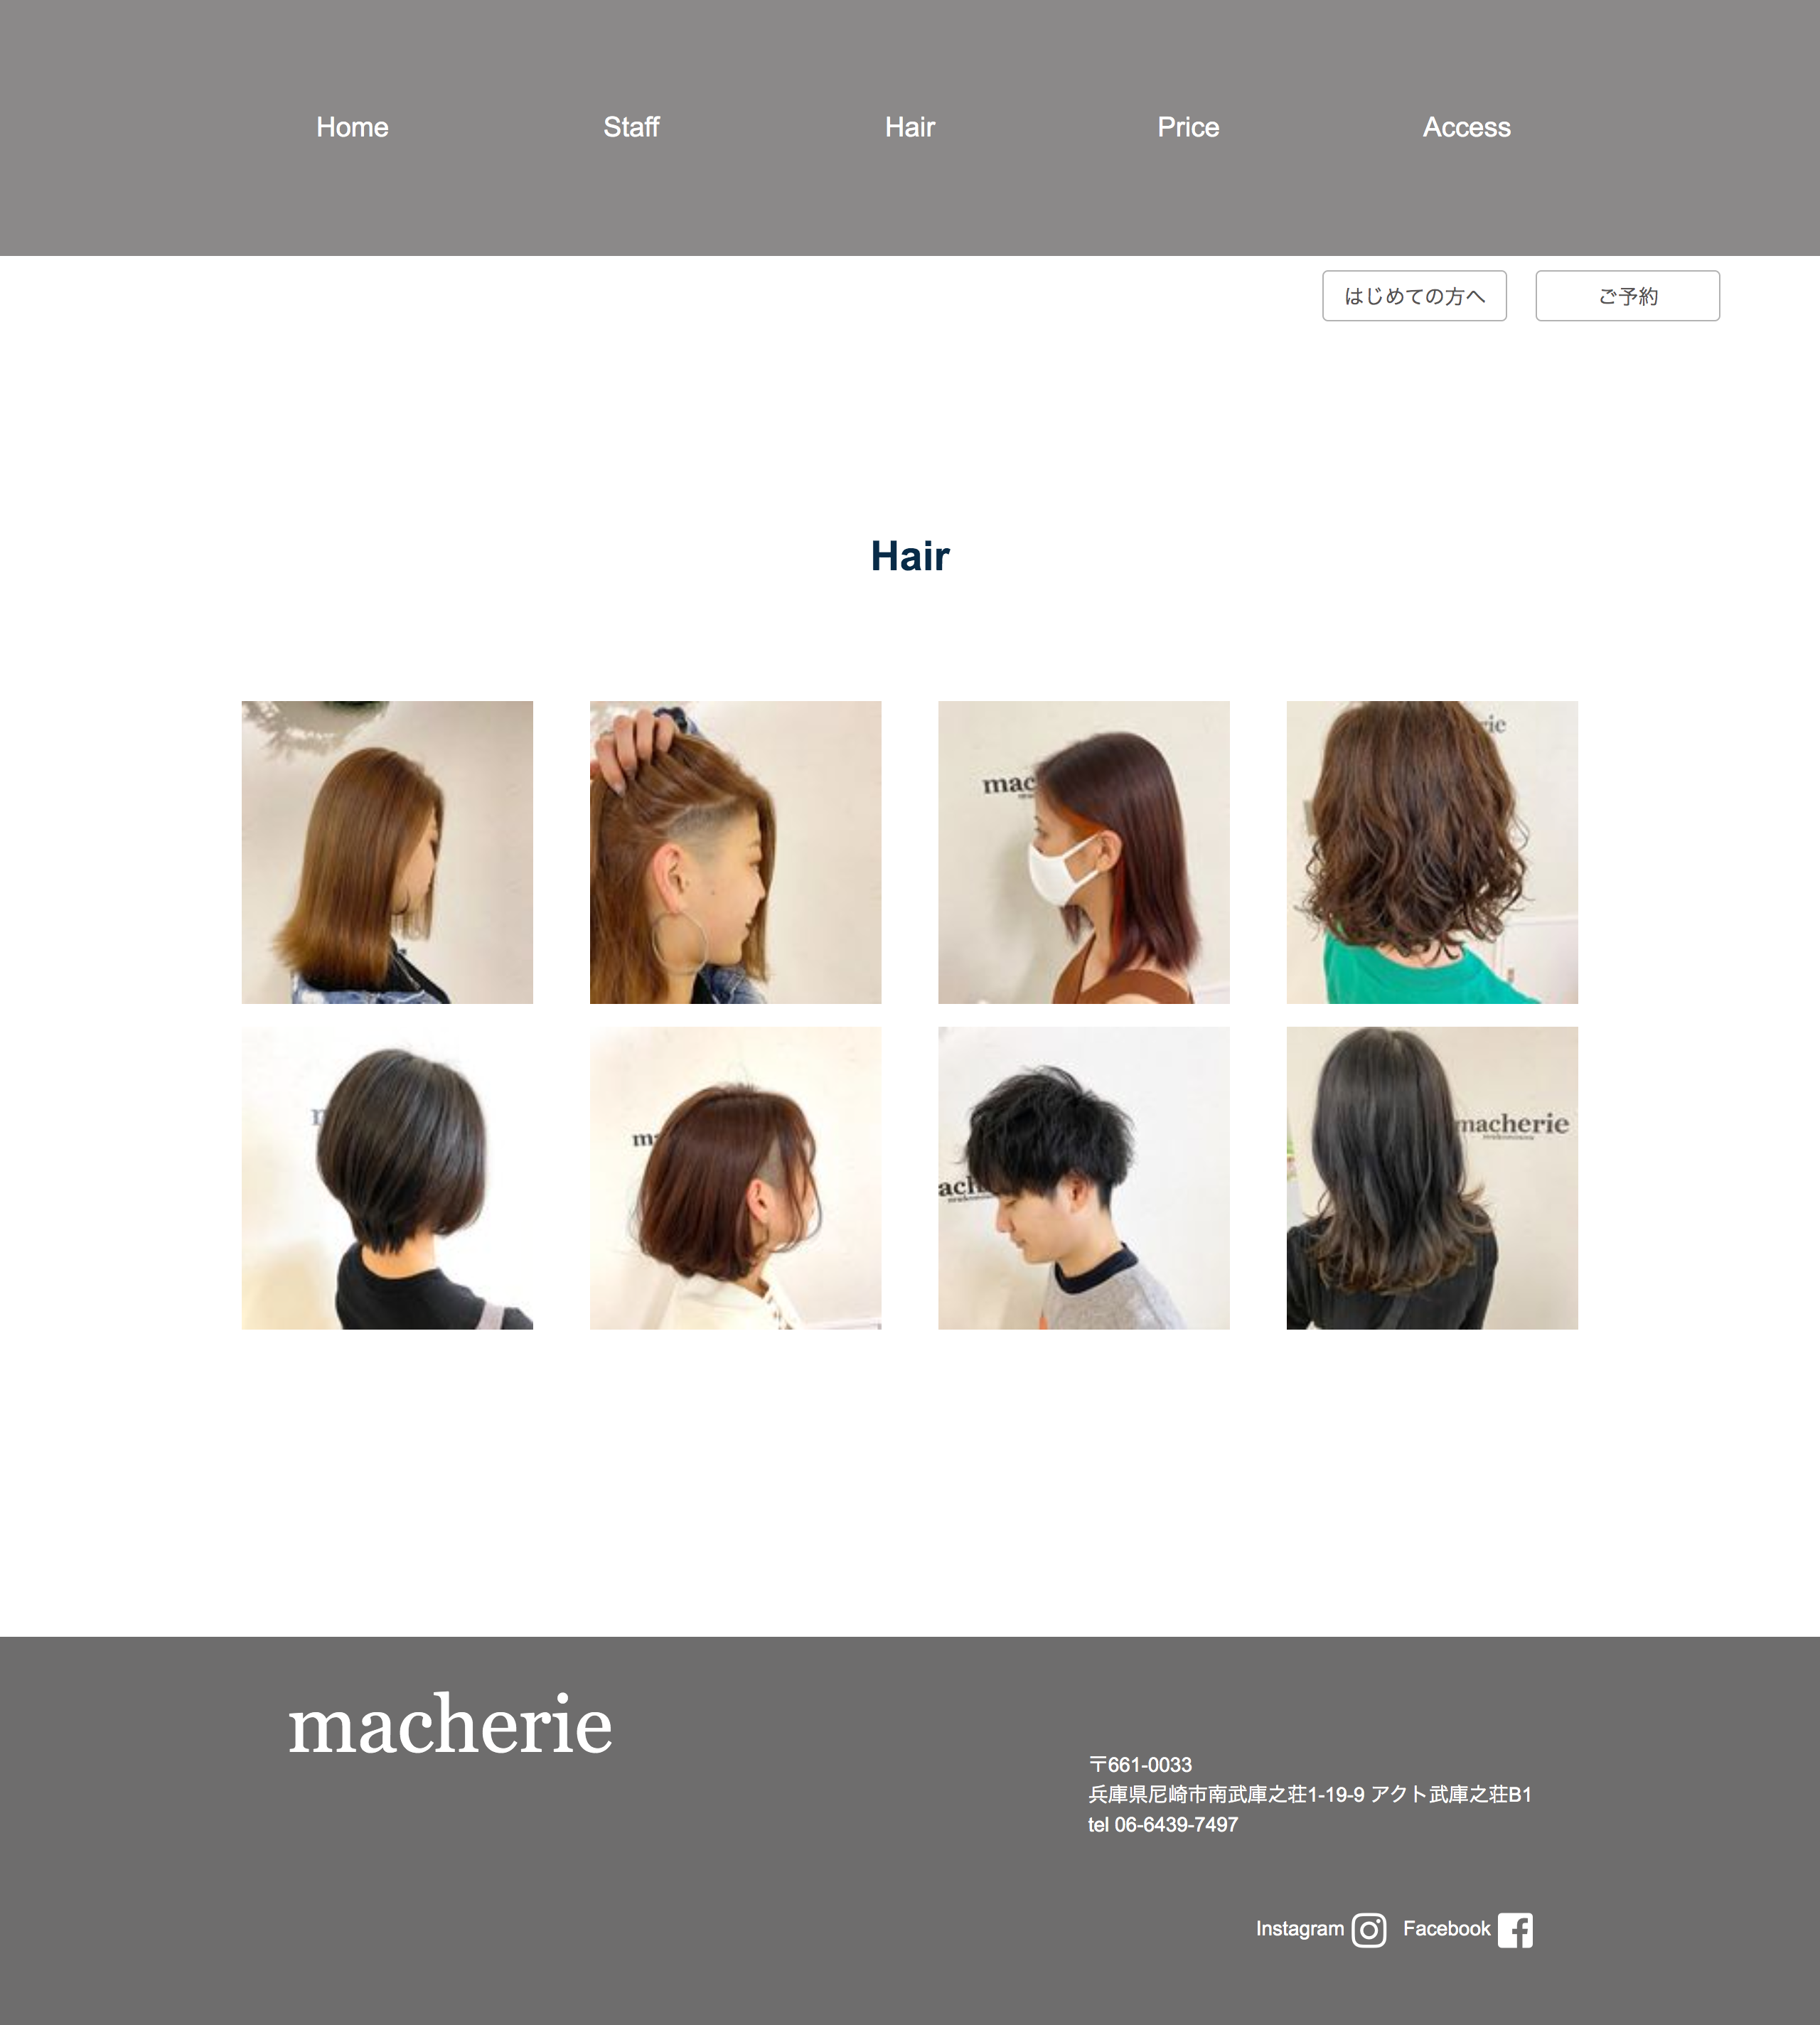 Home
Staff
Hair
Price
Access
はじめての方へ
ご予約
Hair
mac
rie
macherie
macherie
〒661-0033
兵庫県尼崎市南武庫之荘1-19-9 アクト武庫之荘B1
tel 06-6439-7497
Instagram
Facebook